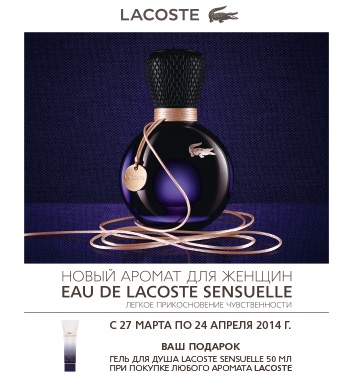 LACOSTE
НОВЫЙ АРОМАТ ДЛЯ ЖЕНЩИН
EAU DE LACOSTE SENSUELLE
ЛЕГКОЕ ПРИКОСНОВЕНИЕ ЧУВСТВЕННОСТИ
С 27 МАРТА ПО 24 АПРЕЛЯ 2014 Г.
ВАШ ПОДАРОК
ГЕЛЬ ДЛЯ ДУША LACOSTE SENSUELLE 50 МЛ
ПРИ ПОКУПКЕ ЛЮБОГО АРОМАТА LACOSTE